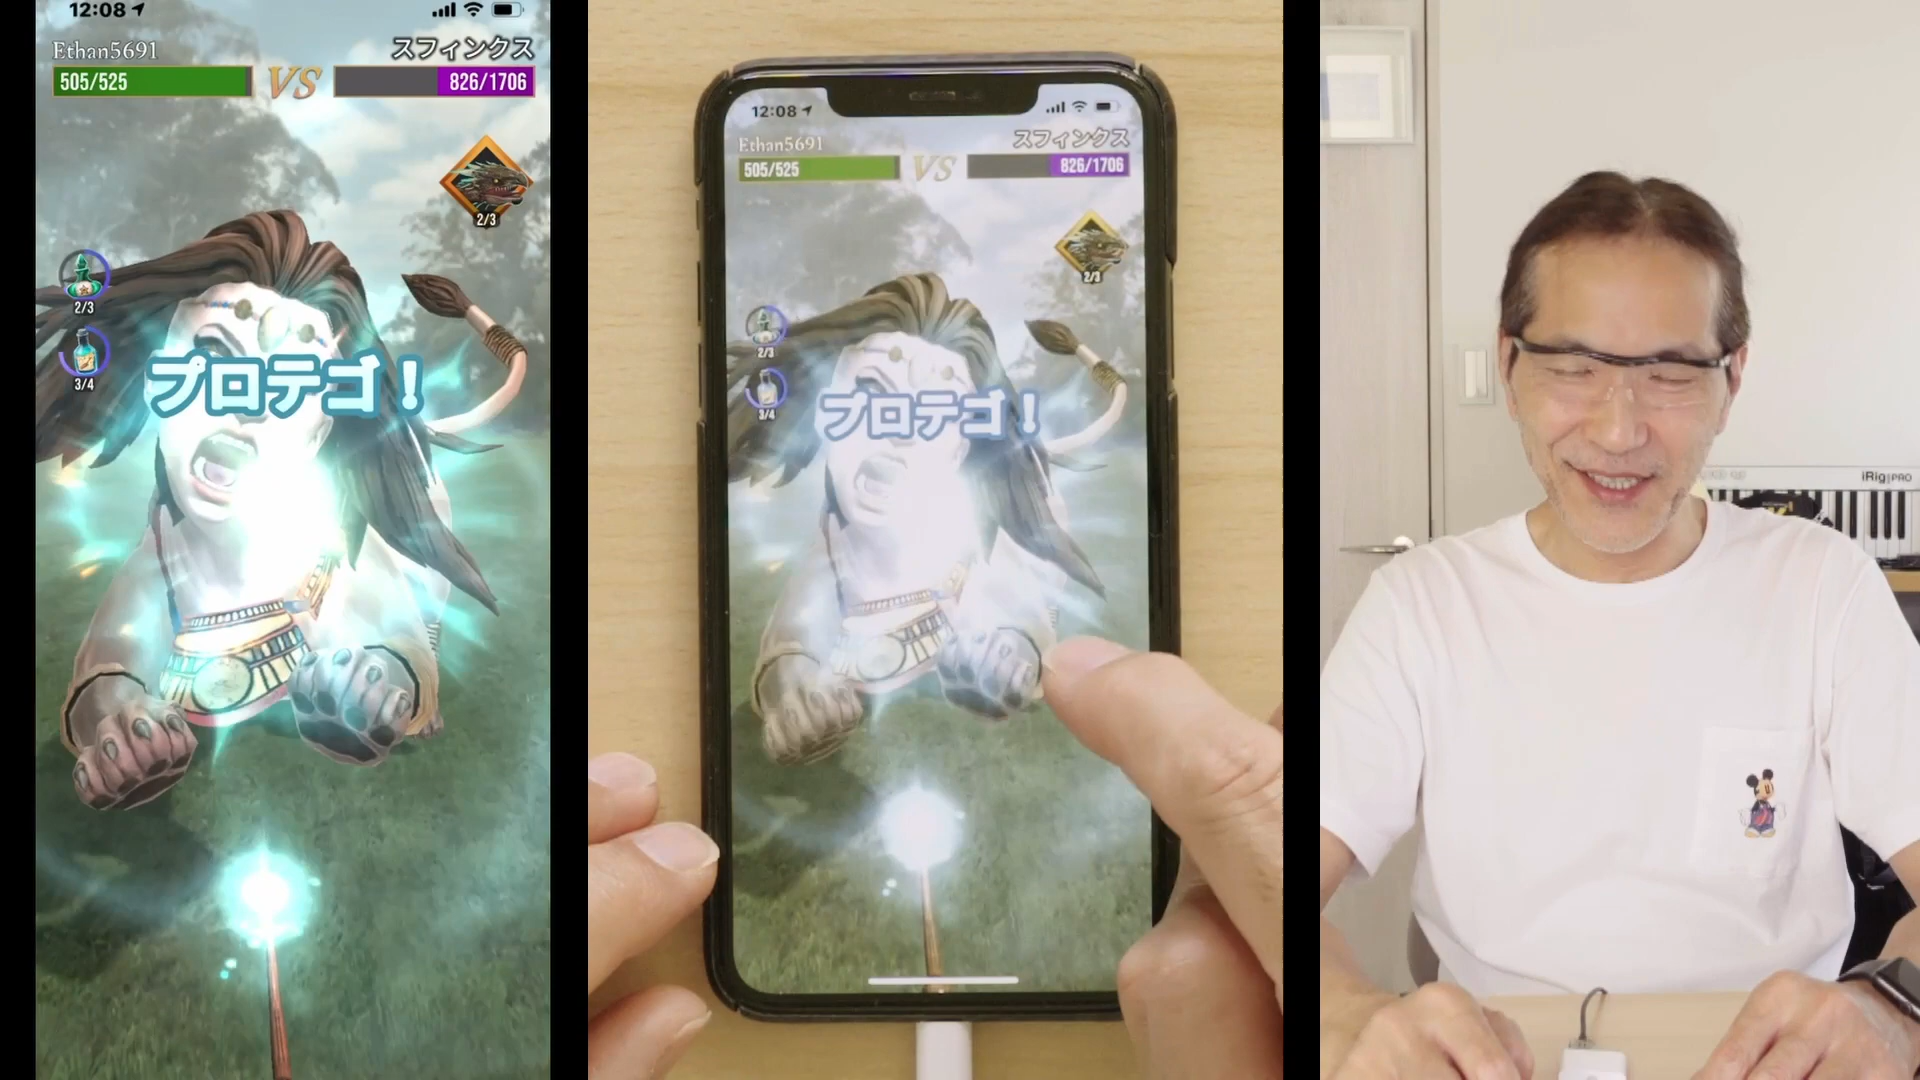 12:08
Ethan5691
スフィンクス
505/525
VS
826/1706
2/3
2/3
3/4
プロテゴ！
12:08
Ethan5691
スフィンクス
505/525
VS
826/1706
2/3
2/3
3/4
プロテゴ！
iRig PRO